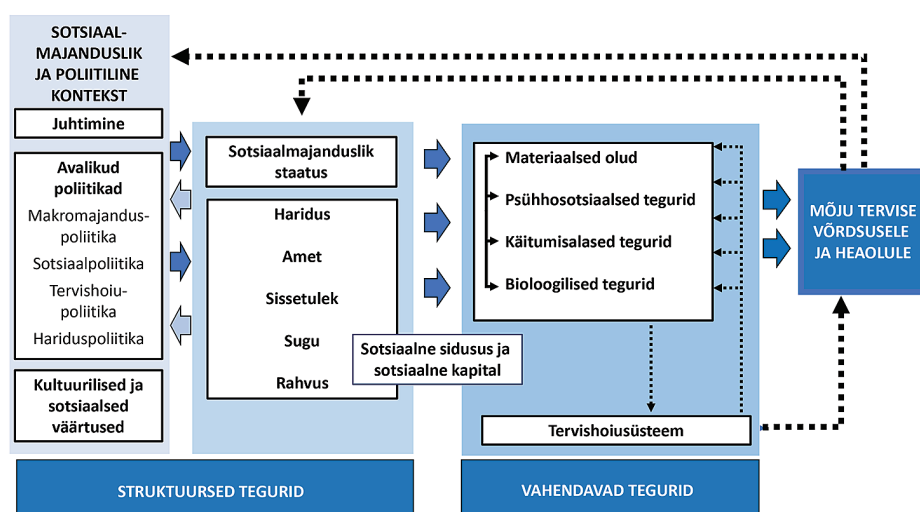 SOTSIAAL-
MAJANDUSLIK
JA POLIITILINE
KONTEKST
Juhtimine
Avalikud
poliitikad
Makromajandus-
poliitika
Sotsiaalpoliitika
Tervishoiu-
poliitika
Hariduspoliitika
Kultuurilised ja
sotsiaalsed
väärtused
Sotsiaalmajanduslik
staatus
Haridus
Amet
Sissetulek
Sugu
Rahvus
Sotsiaalne sidusus ja
sotsiaalne kapital
Materiaalsed olud
Psühhosotsiaalsed tegurid
Käitumisalased tegurid
Bioloogilised tegurid
Tervishoiusüsteem
MÕJU TERVISE
VÕRDSUSELE
JA HEAOLULE
STRUKTUURSED TEGURID
VAHENDAVAD TEGURID